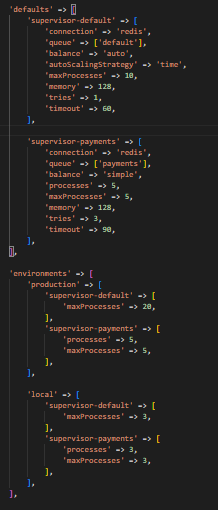 'defaults' => [
'supervisor-default' => [
'connection' => 'redis',
'queue' => ['default'],
'balance' => 'auto',
'autoScalingStrategy' => 'time',
'maxProcesses' => 10,
'memory' => 128,
'tries' => 1,
'timeout' => 60,
],
'supervisor-payments' => [
'connection' => 'redis',
'queue' => ['payments'],
'balance' => 'simple',
'processes' => 5,
'maxProcesses' => 5,
'memory' => 128,
'tries' => 3,
'timeout' => 90,
],
],
'environments' => [
'production' => [
'supervisor-default' => [
'maxProcesses' => 20,
],
'supervisor-payments' => [
'processes' => 5,
'maxProcesses' => 5,
],
],
'local' => [
'supervisor-default' => [
'maxProcesses' => 3,
],
'supervisor-payments' => [
'processes' => 3,
'maxProcesses' => 3,
],
],
],